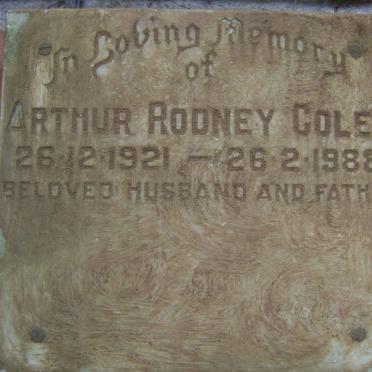 In Loving Memory
of
ARTHUR RODNEY COLE
26·12·1921 — 26·2·1988
BELOVED HUSBAND AND FATH